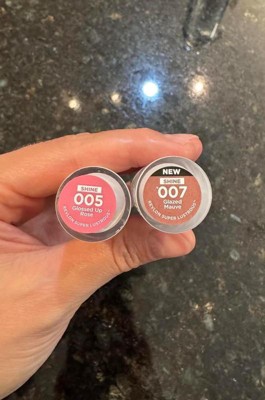 SHINE
005
Glossed Up
Rose
REVLON SUPER LUSTROUS
NEW
SHINE
007
Glazed
Mauve
REVLON SUPER LUSTROUS